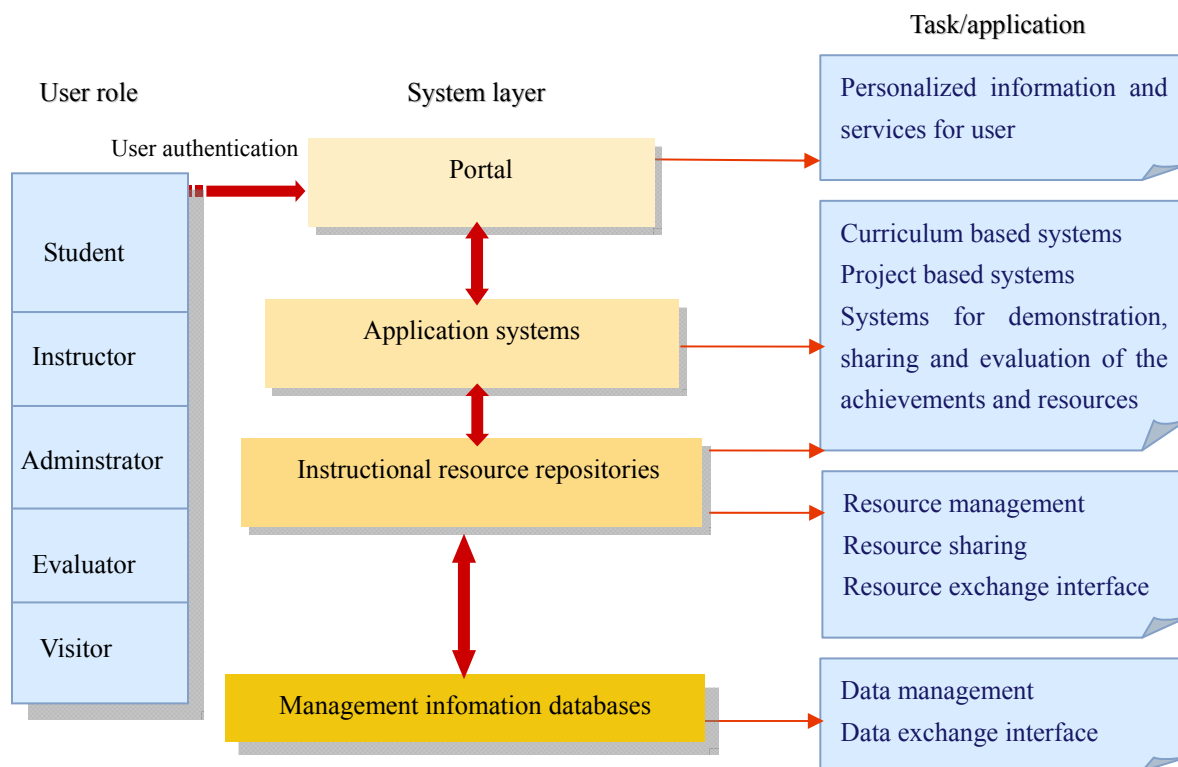 Task/application
User role
System layer
User authentication
Student
Instructor
Adminstrator
Evaluator
Visitor
Portal
Application systems
Instructional resource repositories
Management infomation databases
Personalized information and
services for user
Curriculum based systems
Project based systems
Systems for demonstration,
sharing and evaluation of the
achievements and resources
Resource management
Resource sharing
Resource exchange interface
Data management
Data exchange interface